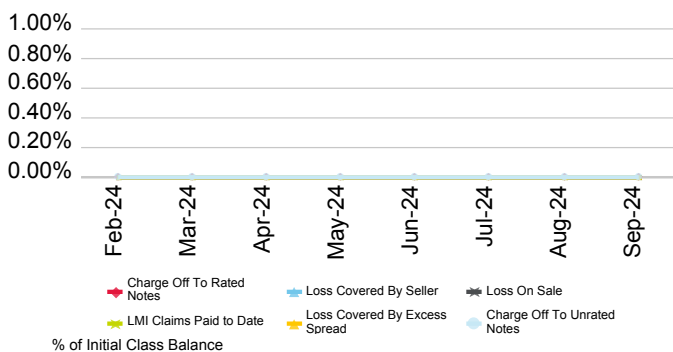 1.00%
0.80%
0.60%
0.40%
0.20%
0.00%
Feb-24
Mar-24
Apr-24
May-24
Jun-24
Jul-24
Aug-24
Sep-24
Charge Off To Rated
Notes
Loss Covered By Seller
Loss On Sale
LMI Claims Paid to Date
Loss Covered By Excess
Spread
Charge Off To Unrated
Notes
% of Initial Class Balance